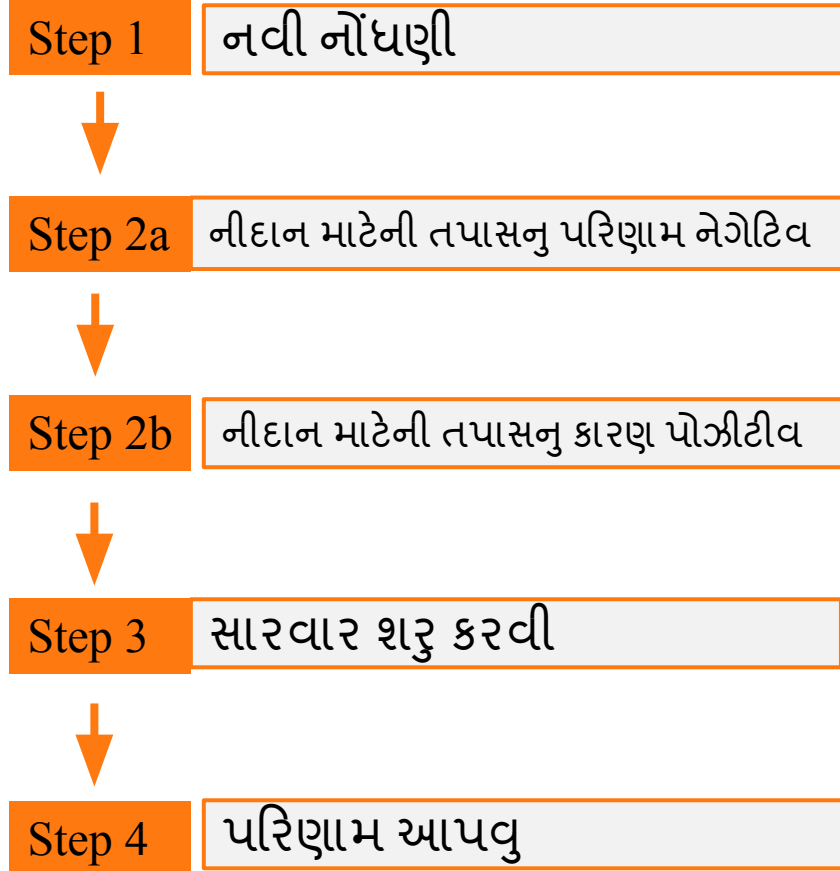 Step 1 નવી નોંધણી
Step 2a નીદાન માટેની તપાસનુ પરિણામ નેગેટિવ
Step 2b નીદાન માટેની તપાસનુ કારણ પોઝીટીવ
Step 3 સારવાર શરુ કરવી
Step 4 પરિણામ આપવુ